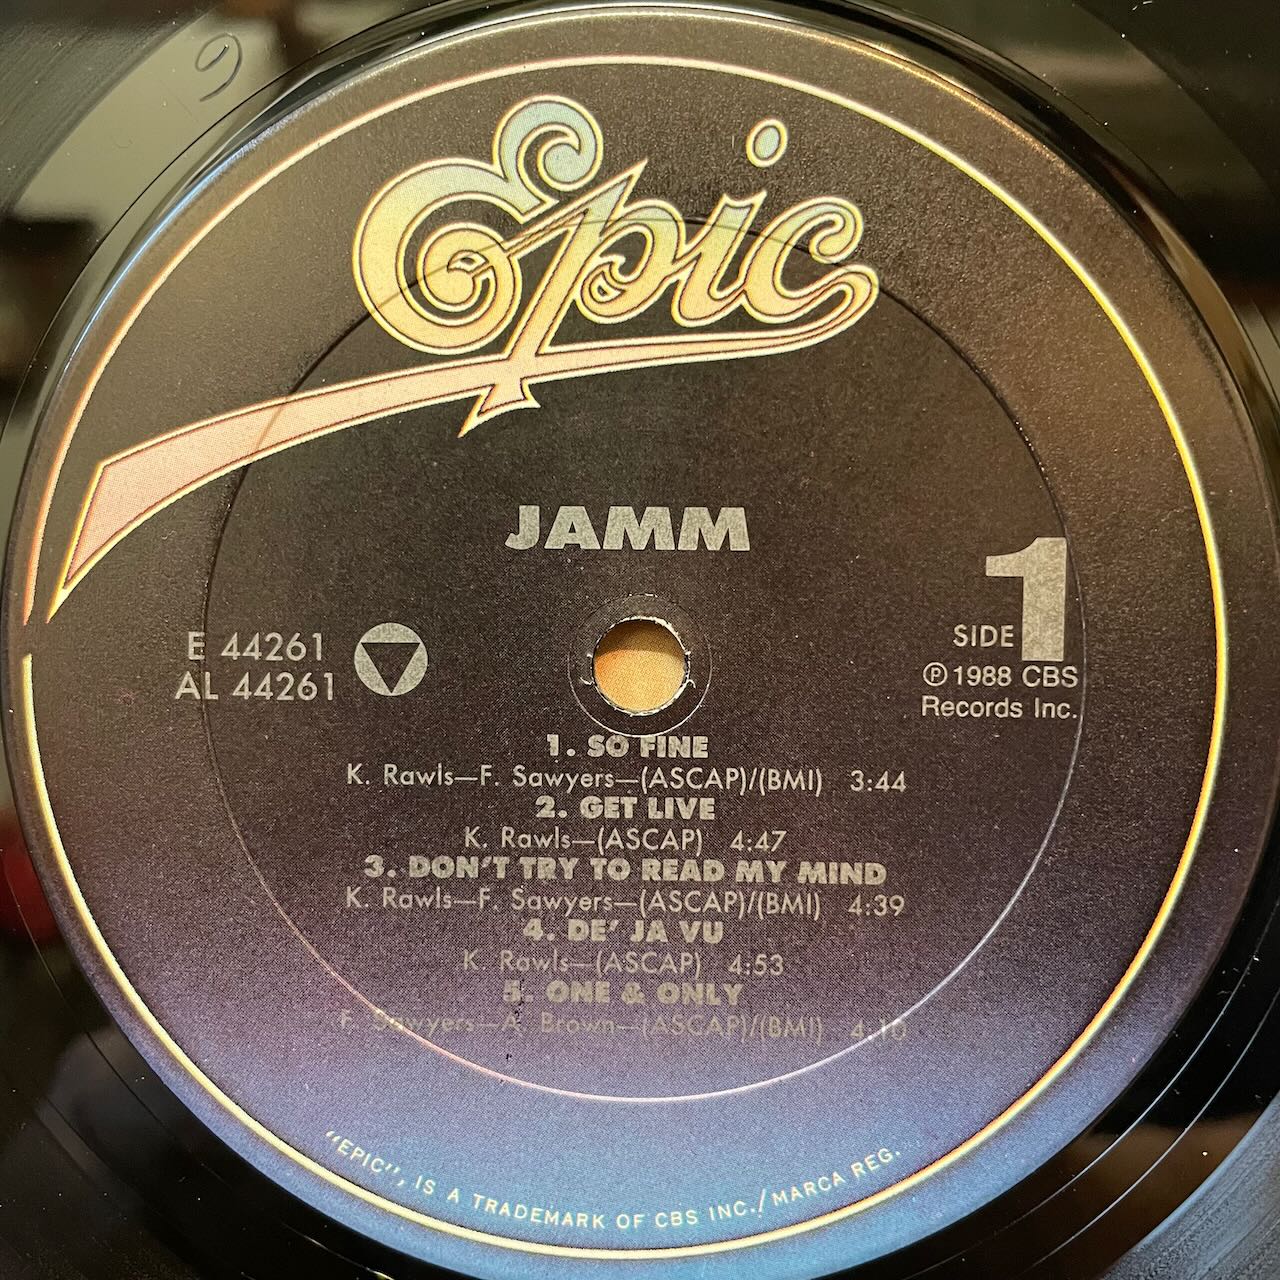 Epic
JAMM
E 44261
AL 44261
SIDE 1
Ⓟ 1988 CBS
Records Inc.
1. SO FINE
K. Rawls—F. Sawyers—(ASCAP)/(BMI) 3:44
2. GET LIVE
K. Rawls—(ASCAP) 4:47
3. DON'T TRY TO READ MY MIND
K. Rawls—F. Sawyers—(ASCAP)/(BMI) 4:39
4. DE' JA VU
K. Rawls—(ASCAP) 4:53
5. ONE & ONLY
F. Sawyers—A. Brown—(ASCAP)/(BMI) 4:10
"EPIC", IS A TRADEMARK OF CBS INC./MARCA REG.